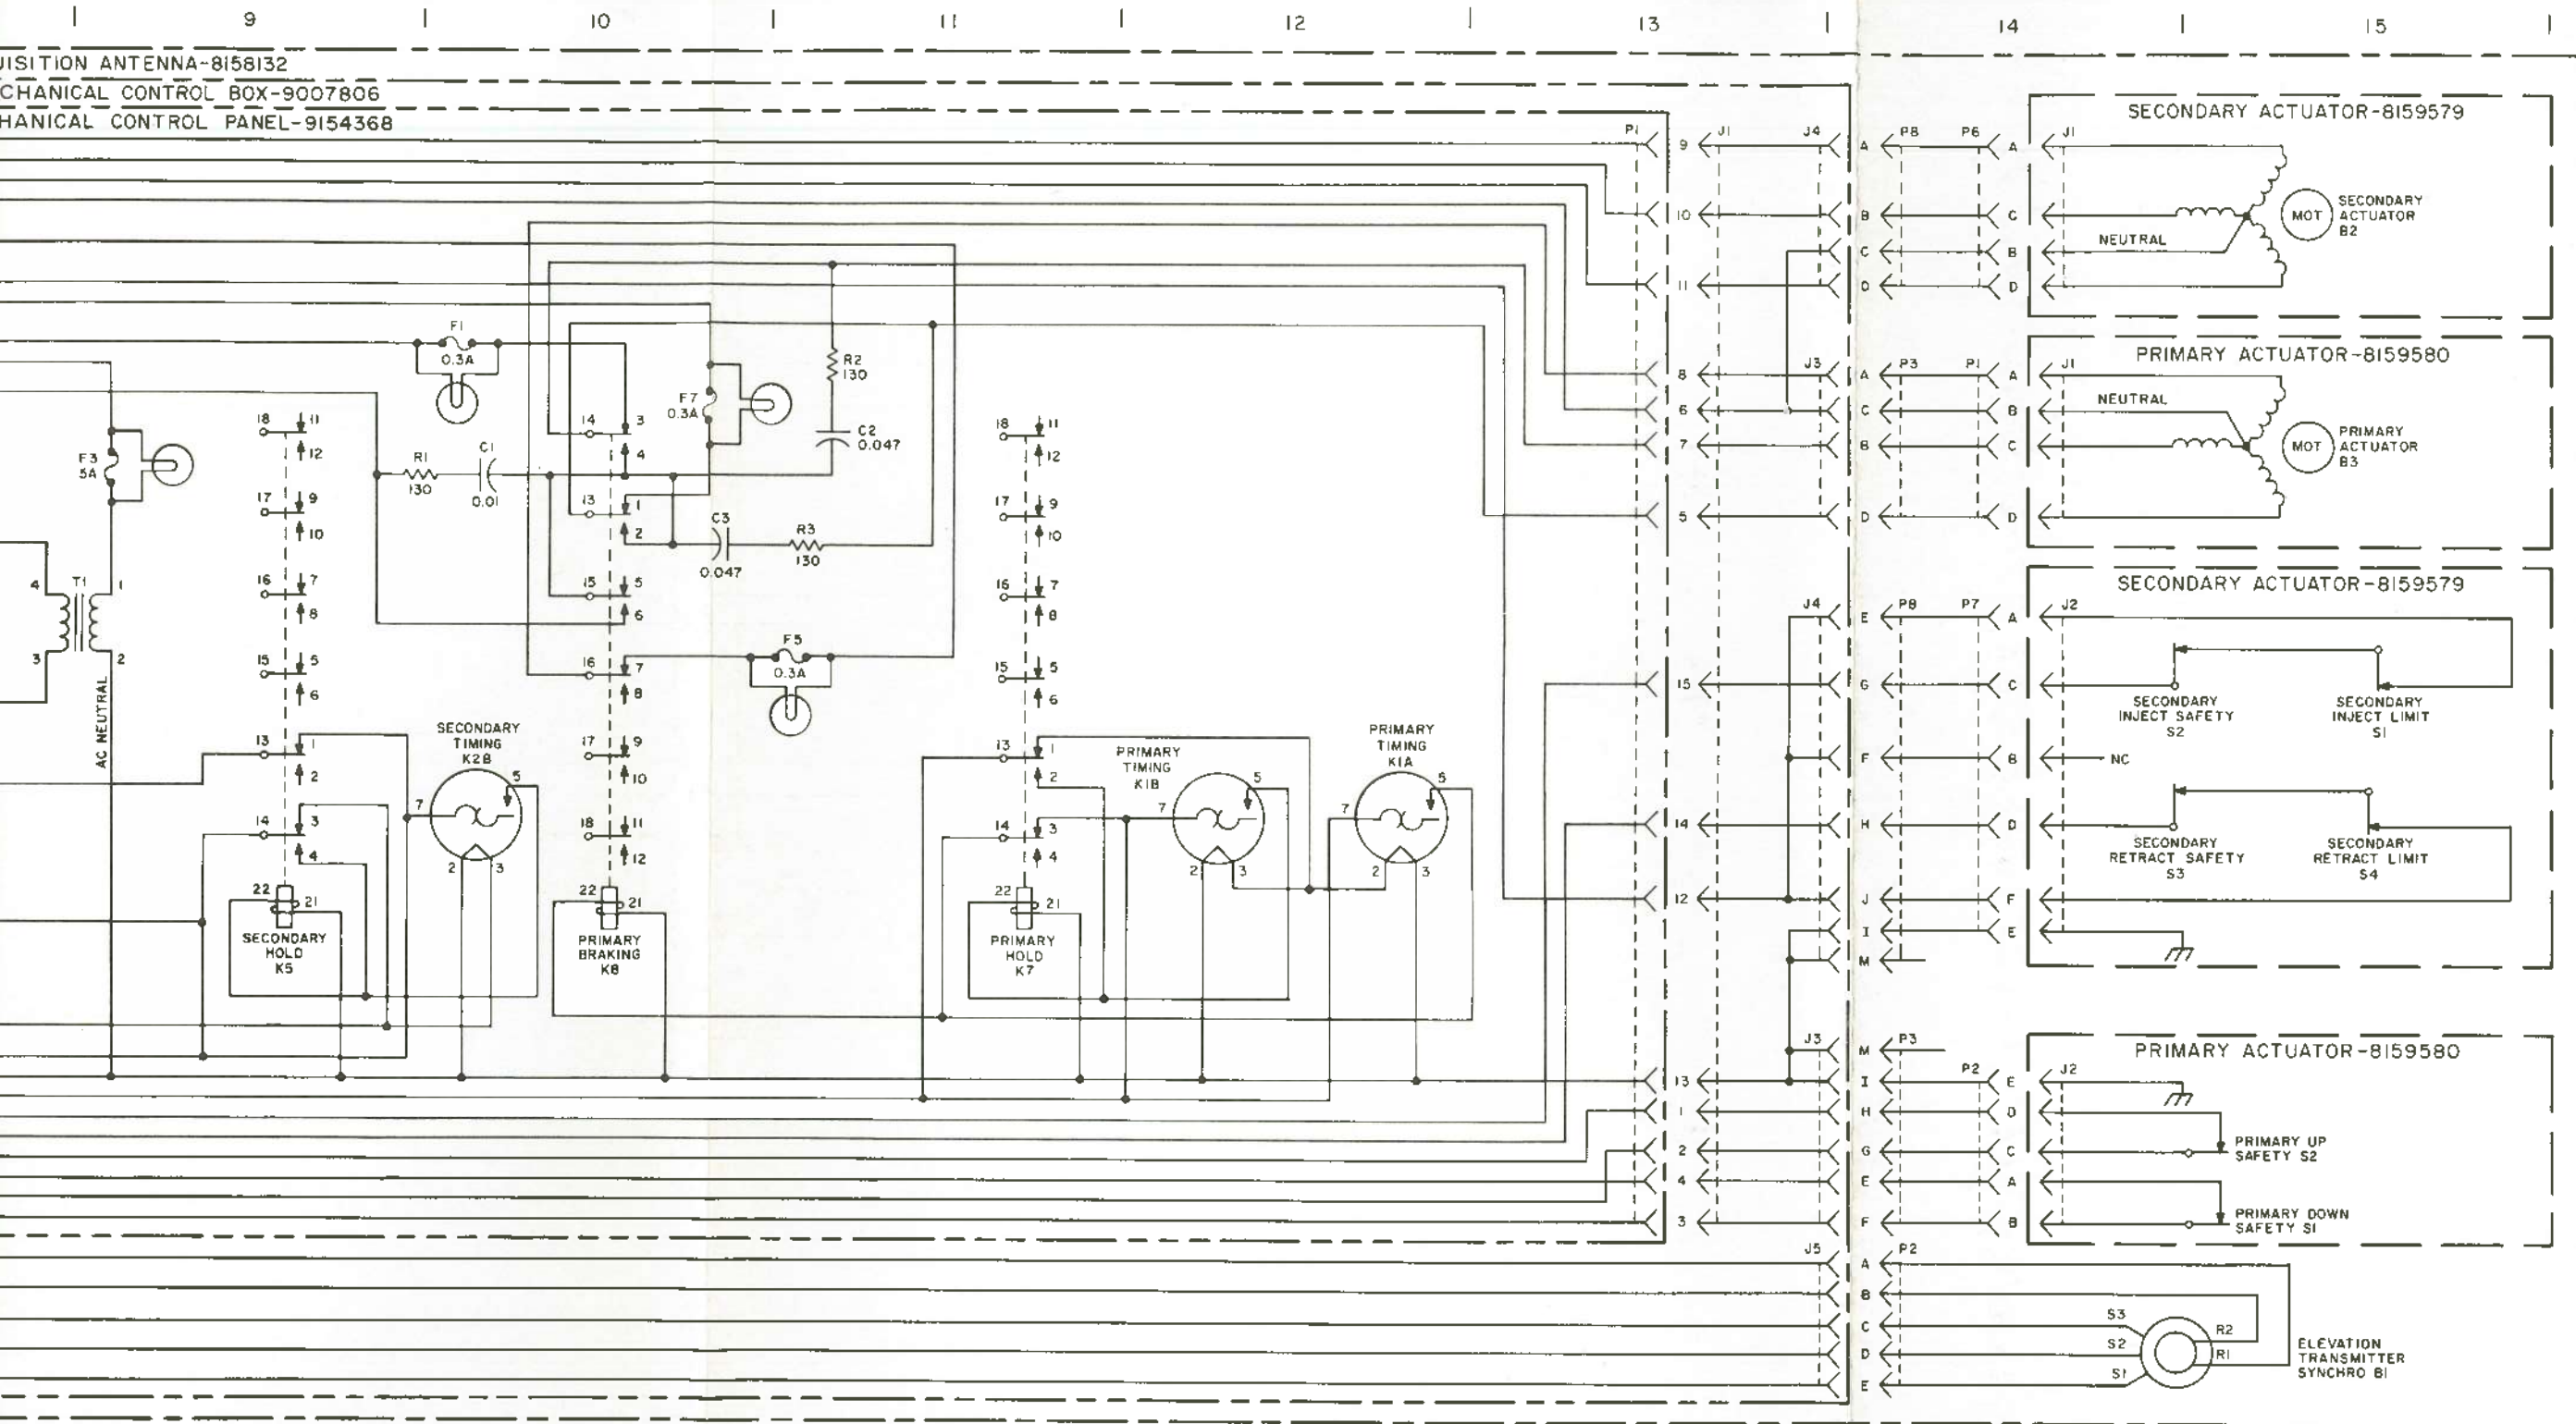 9 10 11 12 13 14 15
UISITION ANTENNA-8158132
CHANICAL CONTROL BOX-9007806
HANICAL CONTROL PANEL-9154368
F1
0.3A
R1
130
C1
0.01
F3
5A
T1
4 1
3 2
AC NEUTRAL
18 11
12
17 9
10
16 7
8
15 5
6
13 1
2
14 3
4
22 21
SECONDARY
HOLD
K5
SECONDARY
TIMING
K2B
7 5
2 3
14 3
4
13 1
2
15 5
6
16 7
8
17 9
10
18 11
12
22 21
PRIMARY
BRAKING
K8
F7
0.3A
R2
130
C2
0.047
C3
0.047
R3
130
F5
0.3A
18 11
12
17 9
10
16 7
8
15 5
6
13 1
2
14 3
4
22 21
PRIMARY
HOLD
K7
PRIMARY
TIMING
K1B
7 5
2 3
PRIMARY
TIMING
K1A
7 5
2 3
P1 J1 J4 P8 P6 J1
9 A A
10 B C
C B
11 D D
SECONDARY ACTUATOR-8159579
NEUTRAL
MOT
SECONDARY
ACTUATOR
B2
J3 P3 P1 J1
8 A A
6 C B
7 B C
5 D D
PRIMARY ACTUATOR-8159580
NEUTRAL
MOT
PRIMARY
ACTUATOR
B3
J4 P8 P7 J2
E A
15 G C
F B
14 H D
12 J F
I E
M
SECONDARY ACTUATOR-8159579
SECONDARY
INJECT SAFETY
S2
SECONDARY
INJECT LIMIT
S1
NC
SECONDARY
RETRACT SAFETY
S3
SECONDARY
RETRACT LIMIT
S4
J3 M P3
P2 J2
13 I E
1 H D
2 G C
4 E A
3 F B
PRIMARY ACTUATOR-8159580
PRIMARY UP
SAFETY S2
PRIMARY DOWN
SAFETY S1
J5 P2
A
B
C
D
E
S3
S2
S1
R2
R1
ELEVATION
TRANSMITTER
SYNCHRO B1